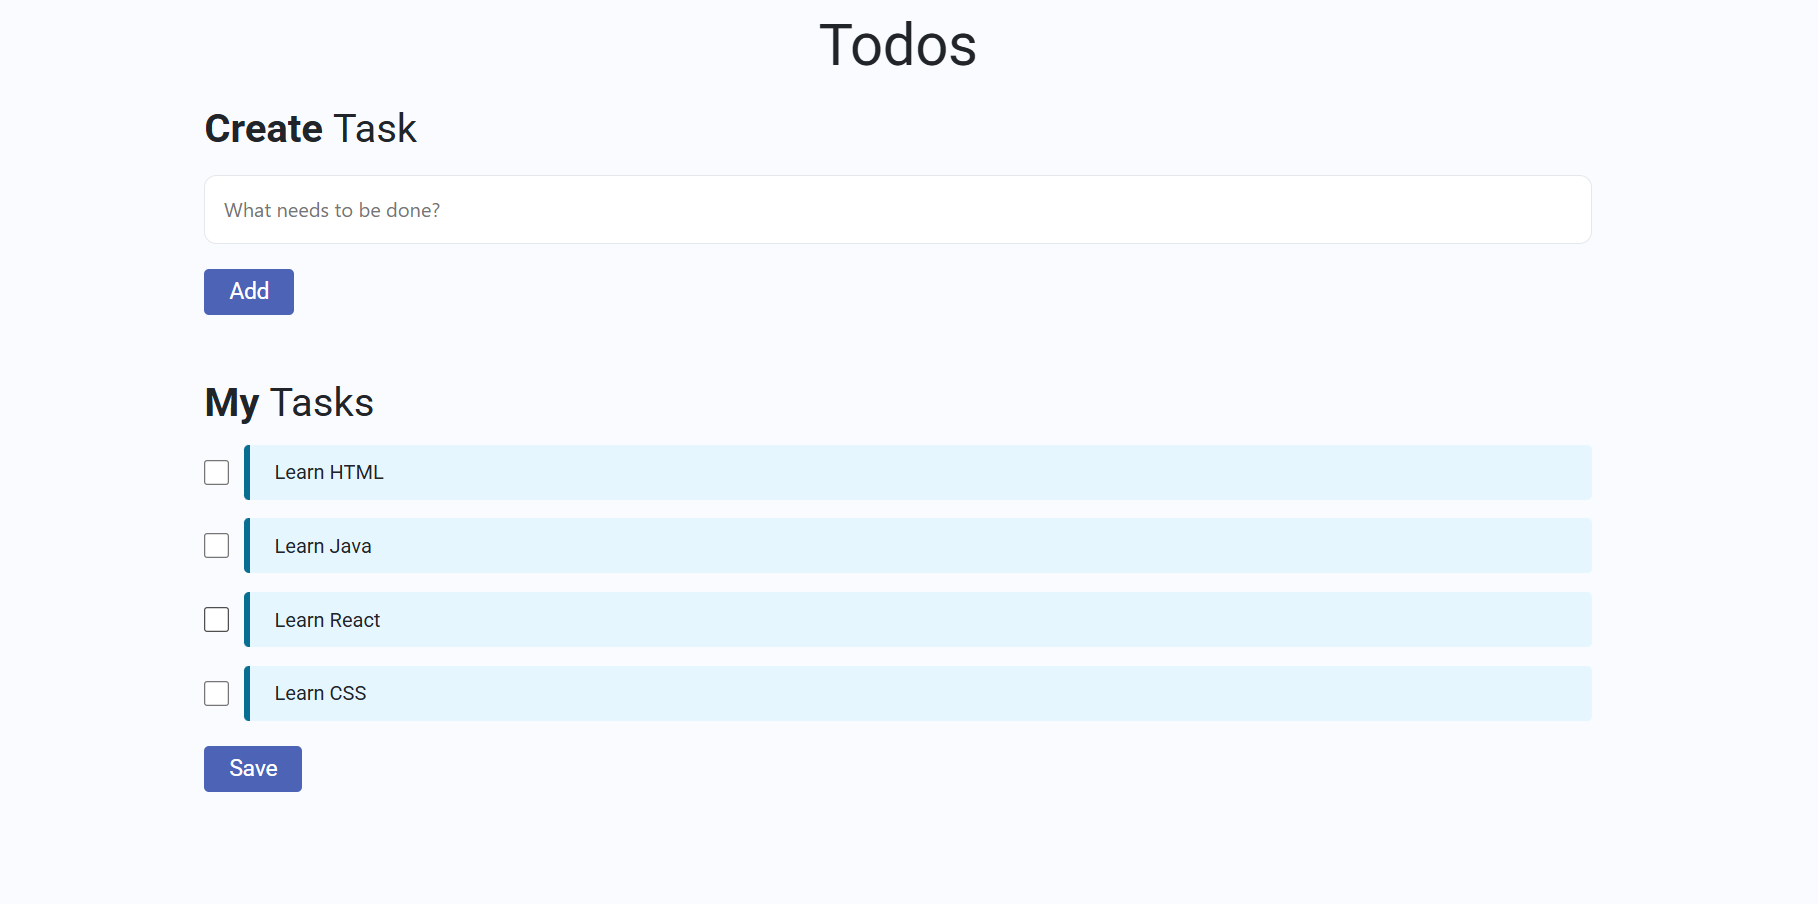 Todos
Create Task
What needs to be done?
Add
My Tasks
Learn HTML
Learn Java
Learn React
Learn CSS
Save